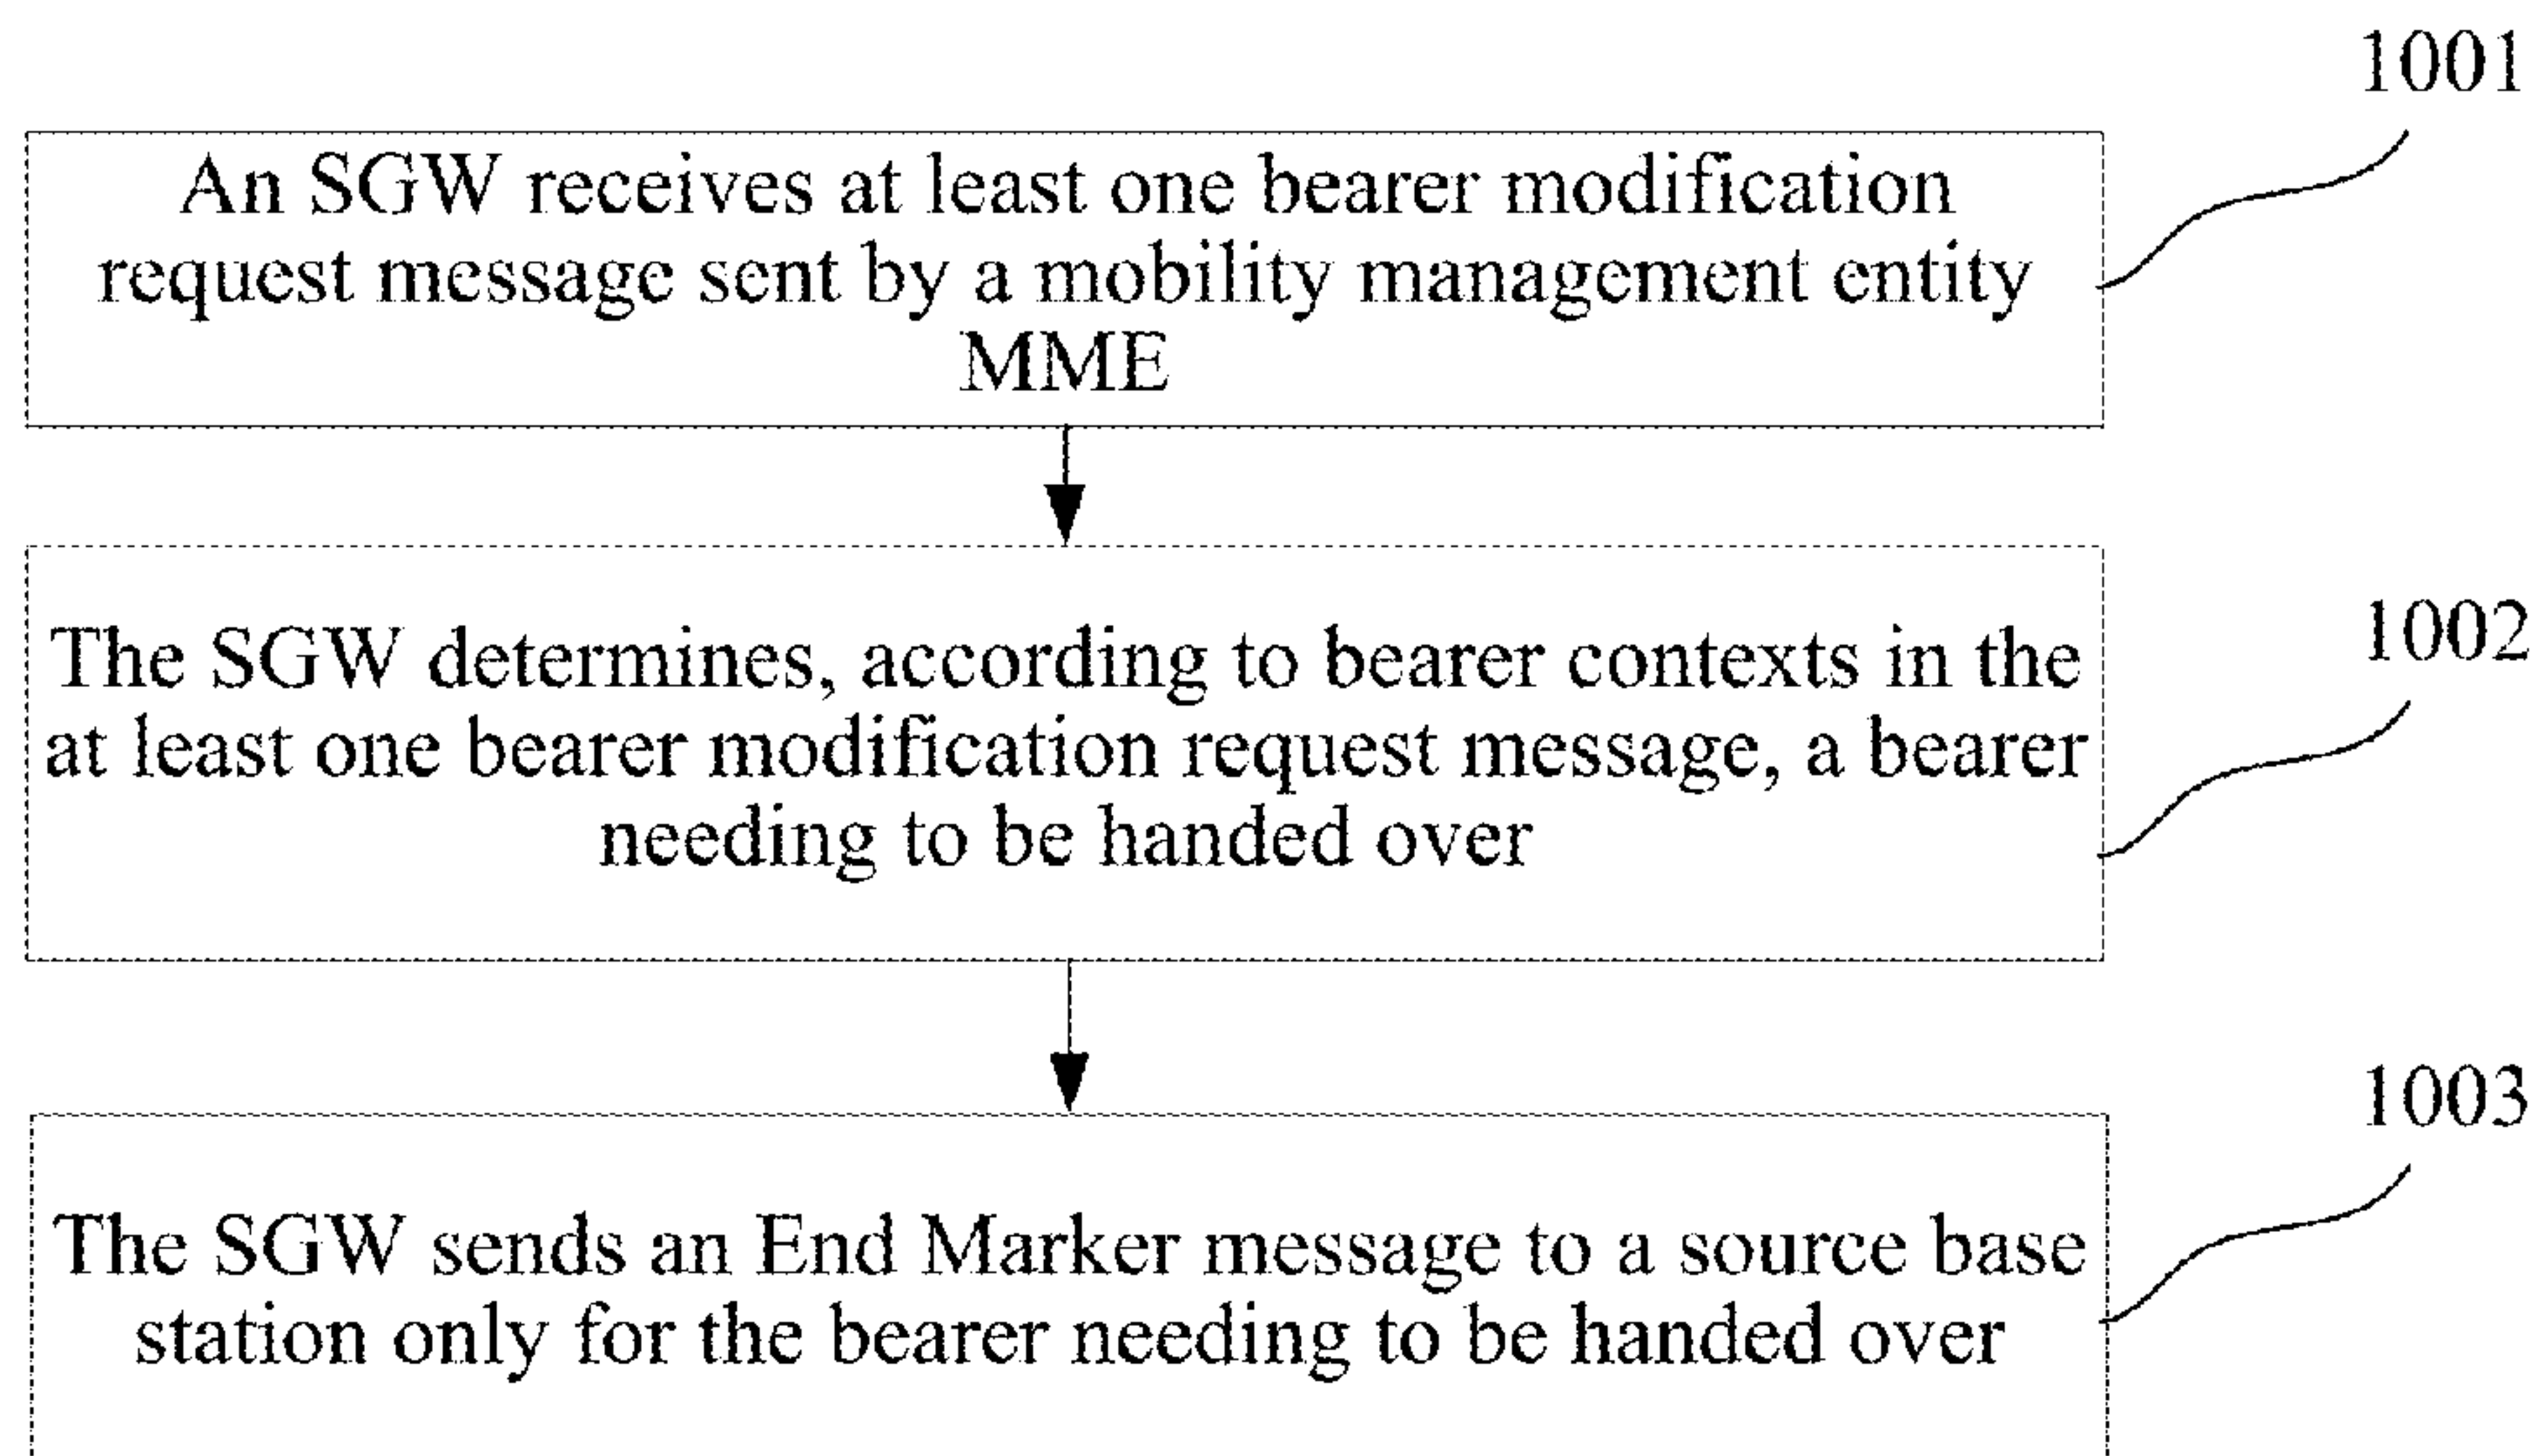 1001
An SGW receives at least one bearer modification
request message sent by a mobility management entity
MME
1002
The SGW determines, according to bearer contexts in the
at least one bearer modification request message, a bearer
needing to be handed over
1003
The SGW sends an End Marker message to a source base
station only for the bearer needing to be handed over